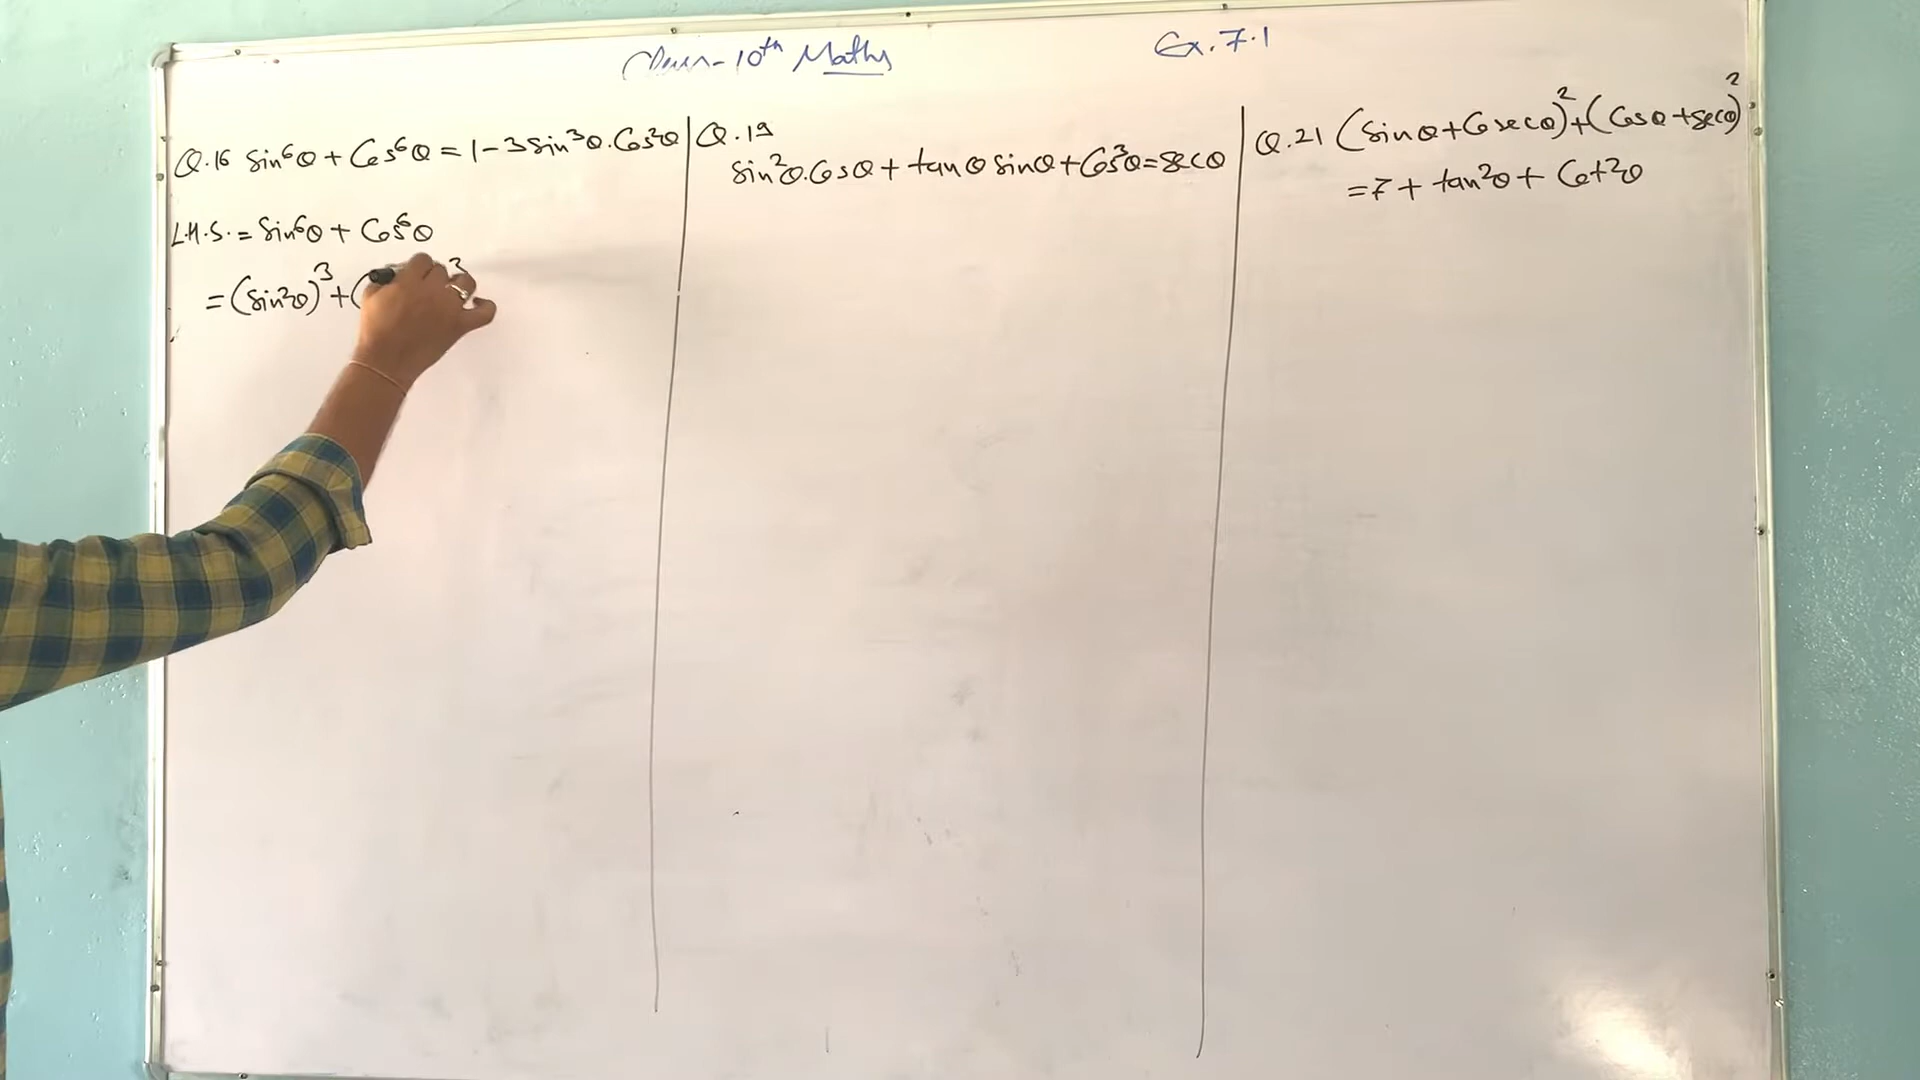 Class-10th Maths
Ex. 7.1
Q.16 sin⁶θ + Cos⁶θ = 1 - 3sin³θ.Cos²θ
L.H.S. = Sin⁶θ + Cos⁶θ
= (sin²θ)³ + (
Q.19
sin²θ.Cosθ + tanθ sinθ + Cos³θ = secθ
Q.21 (sinθ + Cosecθ)² + (Cosθ + secθ)²
= 7 + tan²θ + Cot²θ